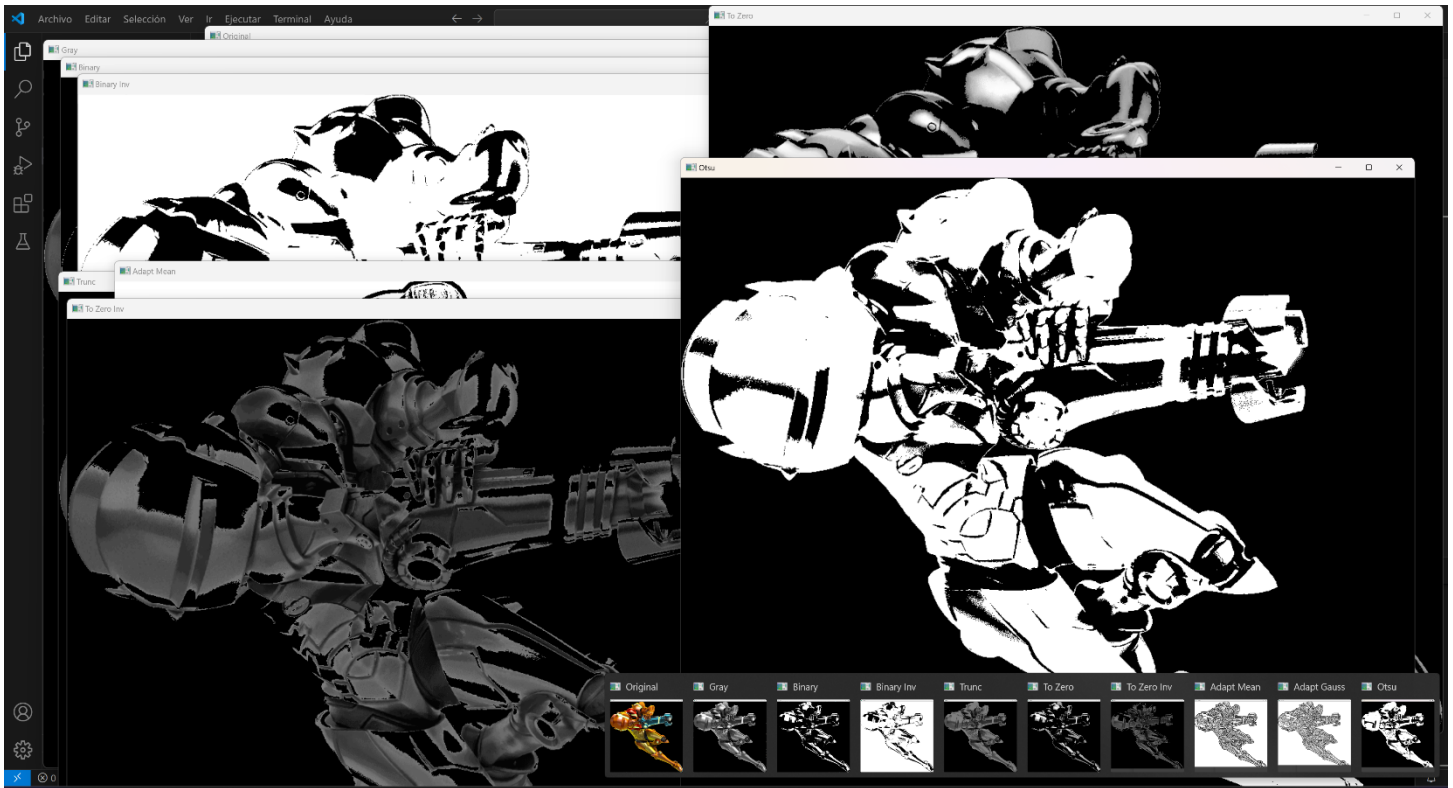 Archivo Editar Selección Ver Ir Ejecutar Terminal Ayuda
To Zero
Original
Gray
Binary
Binary Inv
Otsu
Adapt Mean
Trunc
To Zero Inv
Original Gray Binary Binary Inv Trunc To Zero To Zero Inv Adapt Mean Adapt Gauss Otsu
0